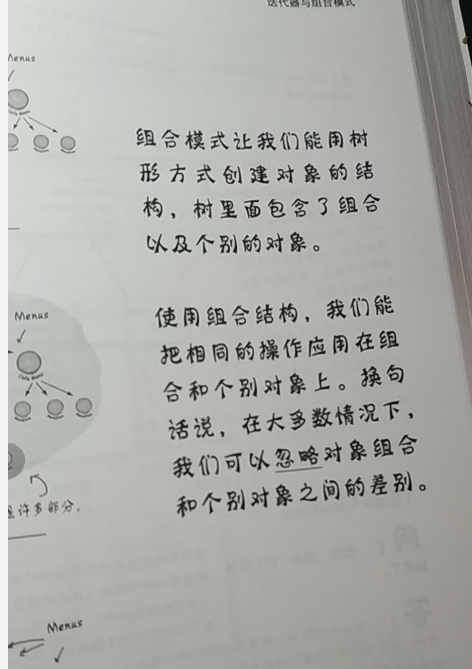 迭代器与组合模式
Menus
组合模式让我们能用树
形方式创建对象的结
构，树里面包含了组合
以及个别的对象。
Menus
使用组合结构，我们能
把相同的操作应用在组
合和个别对象上。换句
话说，在大多数情况下，
我们可以忽略对象组合
和个别对象之间的差别。
许多部分。
Menus